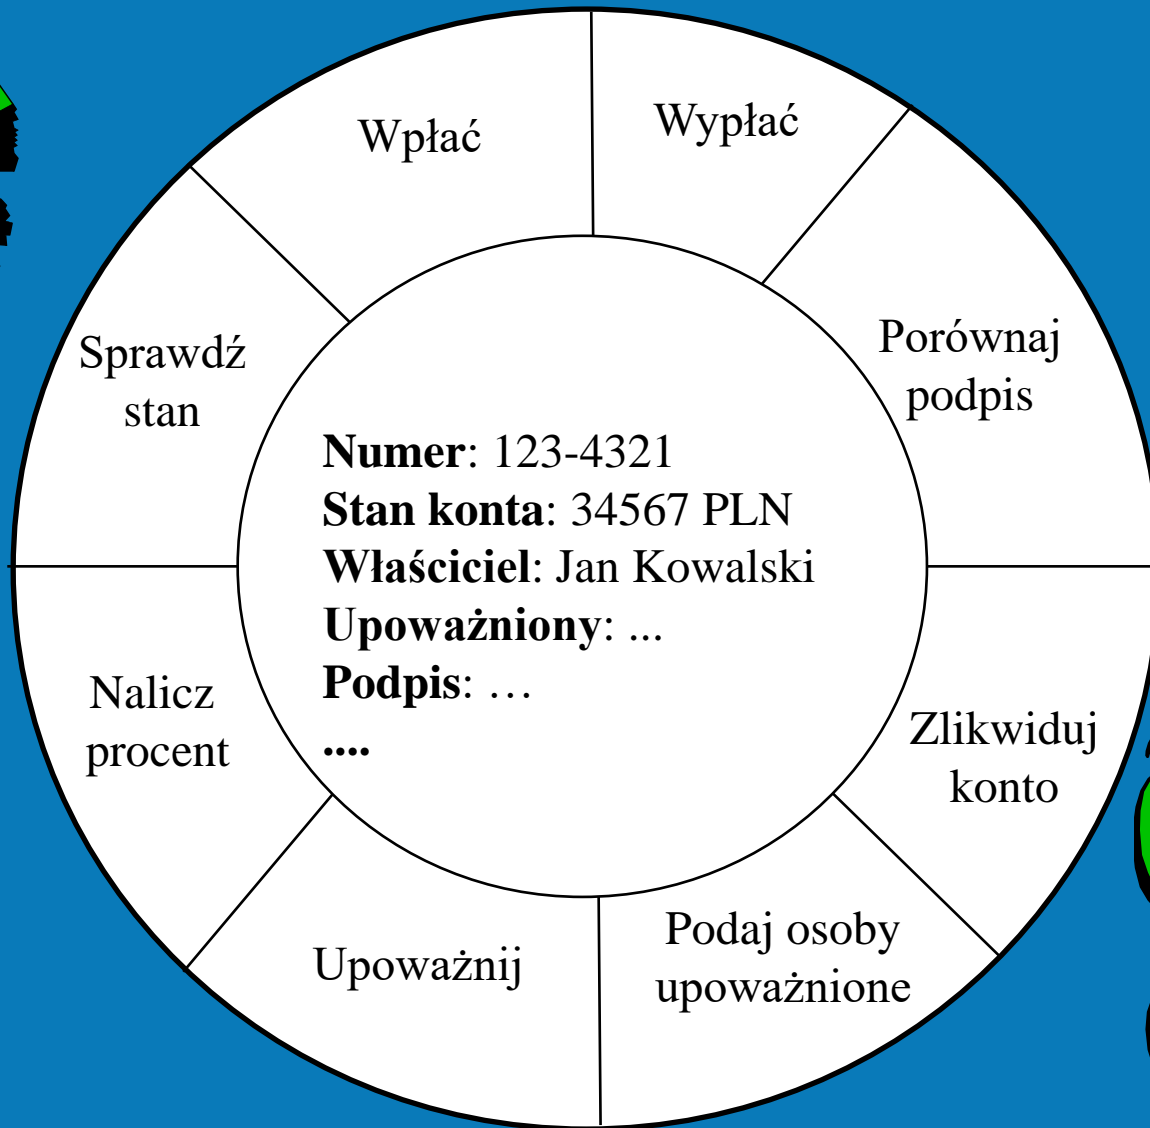 Wpłać
Wypłać
Porównaj
podpis
Sprawdź
stan
Numer: 123-4321
Stan konta: 34567 PLN
Właściciel: Jan Kowalski
Upoważniony: ...
Podpis: …
....
Nalicz
procent
Zlikwiduj
konto
Upoważnij
Podaj osoby
upoważnione